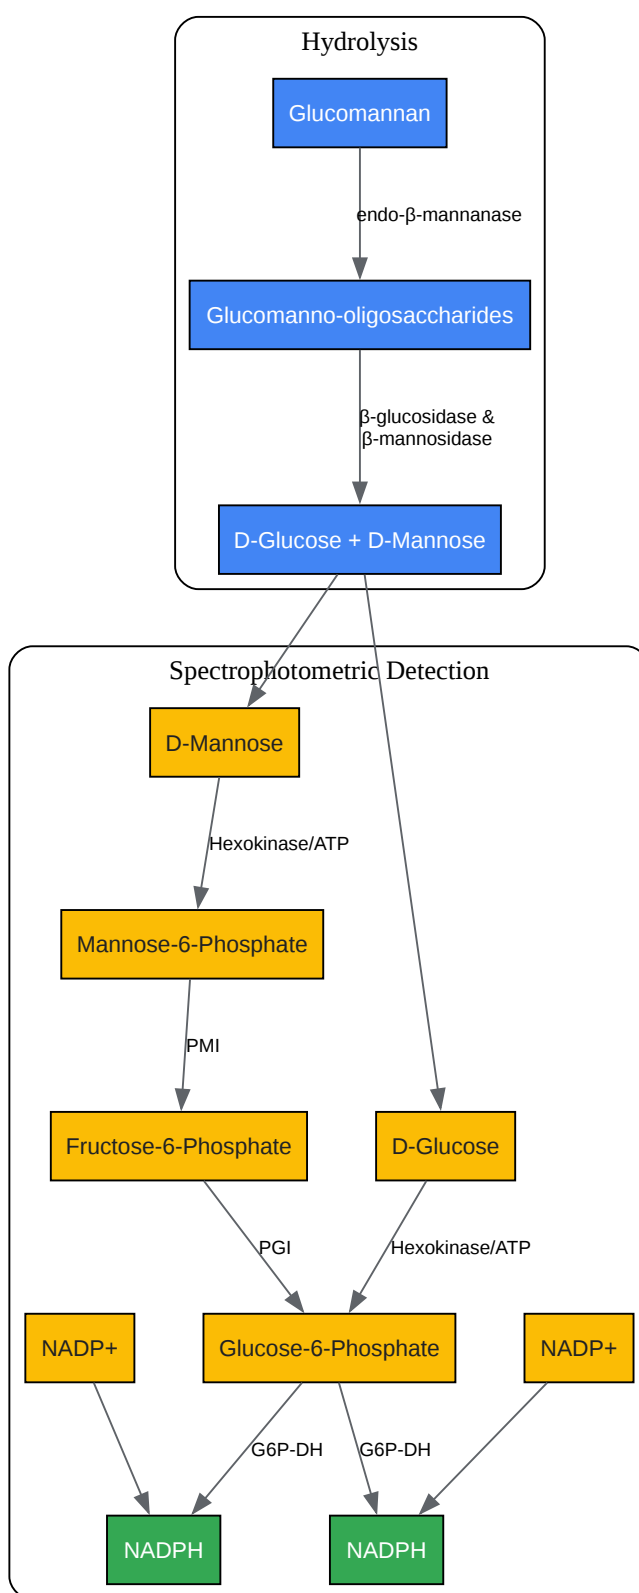 Hydrolysis
Glucomannan
endo-β-mannanase
Glucomanno-oligosaccharides
β-glucosidase &
β-mannosidase
D-Glucose + D-Mannose
Spectrophotometric Detection
D-Mannose
Hexokinase/ATP
Mannose-6-Phosphate
PMI
Fructose-6-Phosphate
D-Glucose
PGI
Hexokinase/ATP
NADP+
Glucose-6-Phosphate
NADP+
G6P-DH
G6P-DH
NADPH
NADPH